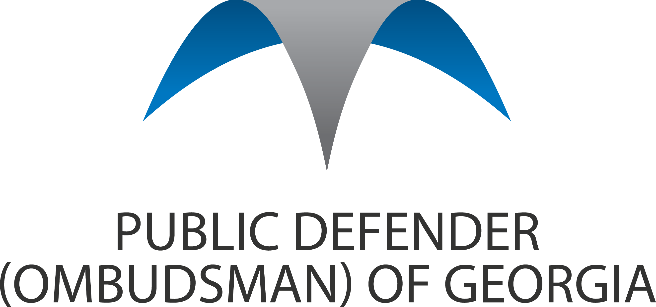 PUBLIC DEFENDER
(OMBUDSMAN) OF GEORGIA